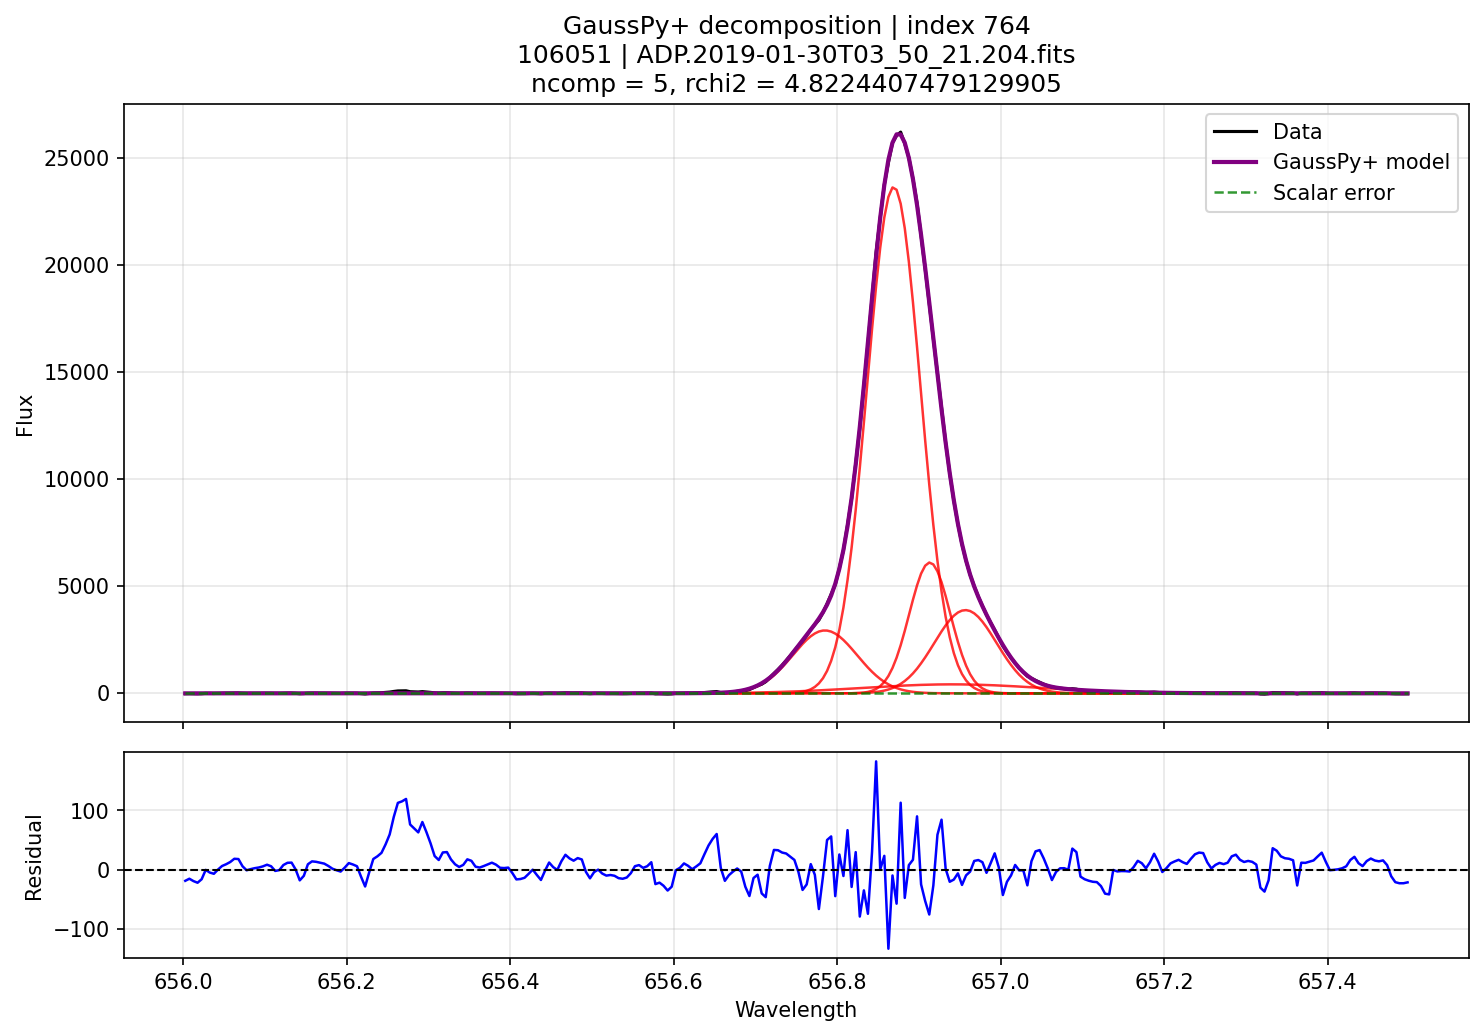 GaussPy+ decomposition | index 764
106051 | ADP.2019-01-30T03_50_21.204.fits
ncomp = 5, rchi2 = 4.8224407479129905
Data
GaussPy+ model
Scalar error
25000
20000
15000
10000
5000
0
Flux
100
0
−100
Residual
656.0 656.2 656.4 656.6 656.8 657.0 657.2 657.4
Wavelength